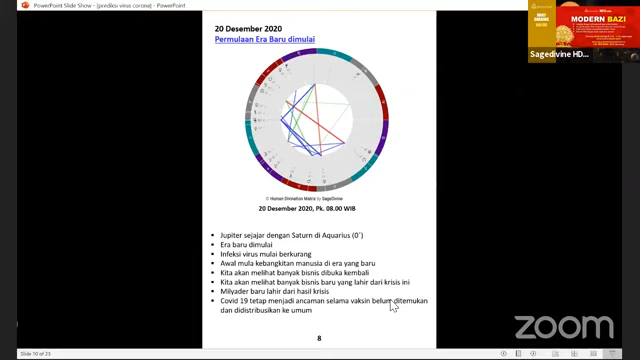 PowerPoint Slide Show - [prediksi virus corona] - PowerPoint
20 Desember 2020
Permulaan Era Baru dimulai
© Human Divination Matrix by SageDivine
20 Desember 2020, Pk. 08.00 WIB
Jupiter sejajar dengan Saturn di Aquarius (0°)
Era baru dimulai
Infeksi virus mulai berkurang
Awal mula kebangkitan manusia di era yang baru
Kita akan melihat banyak bisnis dibuka kembali
Kita akan melihat banyak bisnis baru yang lahir dari krisis ini
Milyader baru lahir dari hasil krisis
Covid 19 tetap menjadi ancaman selama vaksin belum ditemukan
dan didistribusikan ke umum
8
MODERN BAZI
Sagedivine HD...
zoom
Slide 10 of 23